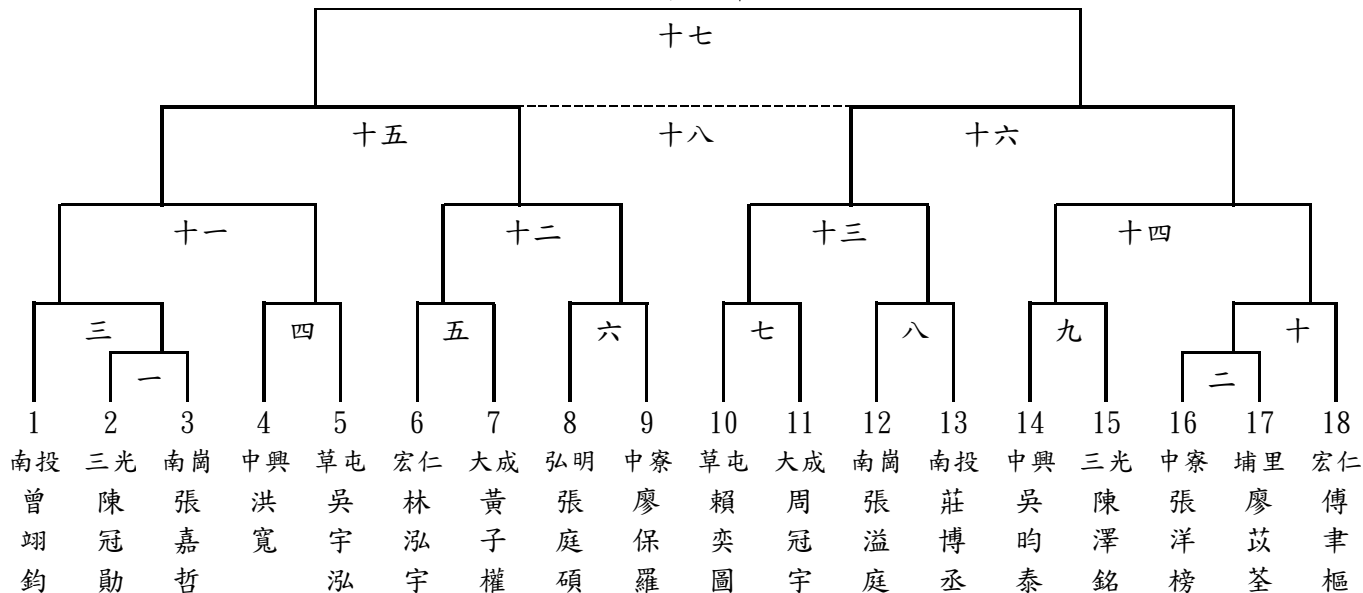 十七
十五 十八 十六
十一 十二 十三 十四
三 四 五 六 七 八 九 十
一 二
1 2 3 4 5 6 7 8 9 10 11 12 13 14 15 16 17 18
南投 三光 南崗 中興 草屯 宏仁 大成 弘明 中寮 草屯 大成 南崗 南投 中興 三光 中寮 埔里 宏仁
曾 陳 張 洪 吳 林 黃 張 廖 賴 周 張 莊 吳 陳 張 廖 傅
翊 冠 嘉 寬 宇 泓 子 庭 保 奕 冠 溢 博 昀 澤 洋 苡 聿
鈞 勛 哲 泓 宇 權 碩 羅 圖 宇 庭 丞 泰 銘 榜 荃 樞